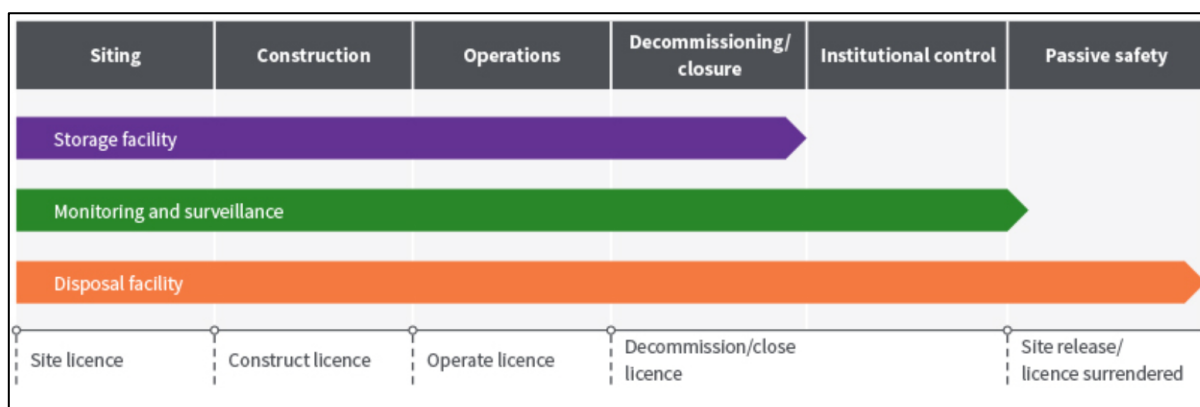 Siting
Construction
Operations
Decommissioning/
closure
Institutional control
Passive safety
Storage facility
Monitoring and surveillance
Disposal facility
Site licence
Construct licence
Operate licence
Decommission/close
licence
Site release/
licence surrendered